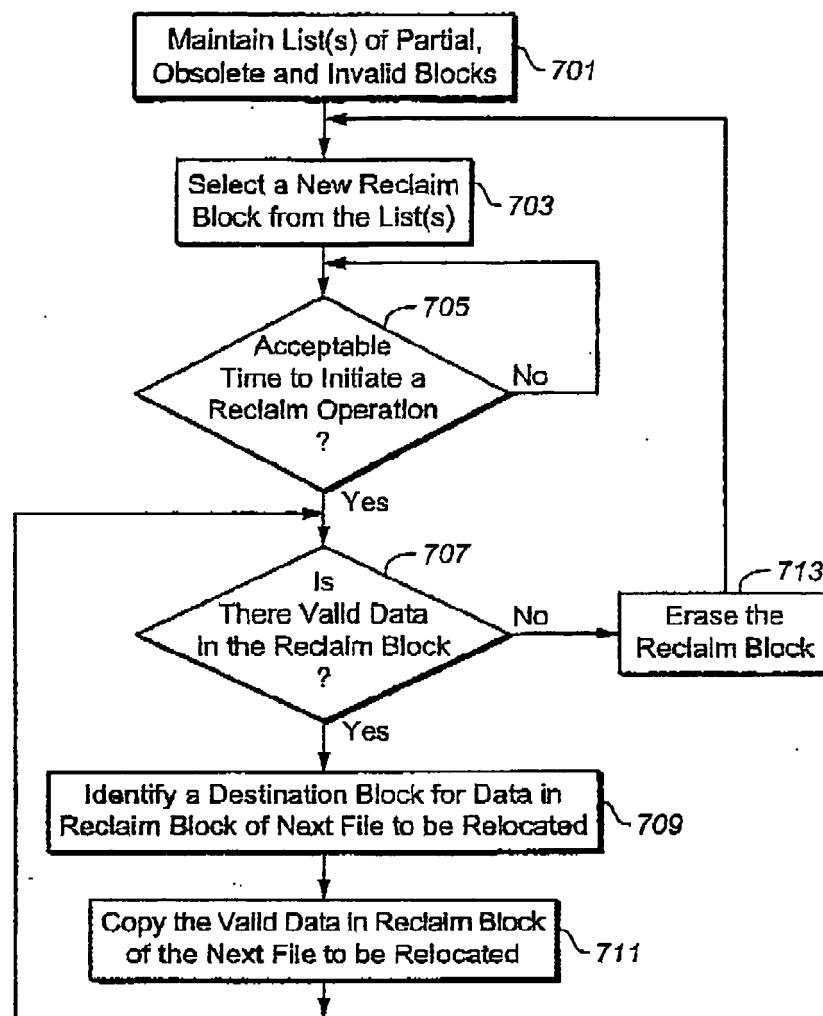 Maintain List(s) of Partial,
Obsolete and Invalid Blocks
701
Select a New Reclaim
Block from the List(s)
703
705
Acceptable
Time to Initiate a
Reclaim Operation
?
No
Yes
707
Is
There Valid Data
in the Reclaim Block
?
No
713
Erase the
Reclaim Block
Yes
Identify a Destination Block for Data in
Reclaim Block of Next File to be Relocated
709
Copy the Valid Data in Reclaim Block
of the Next File to be Relocated
711